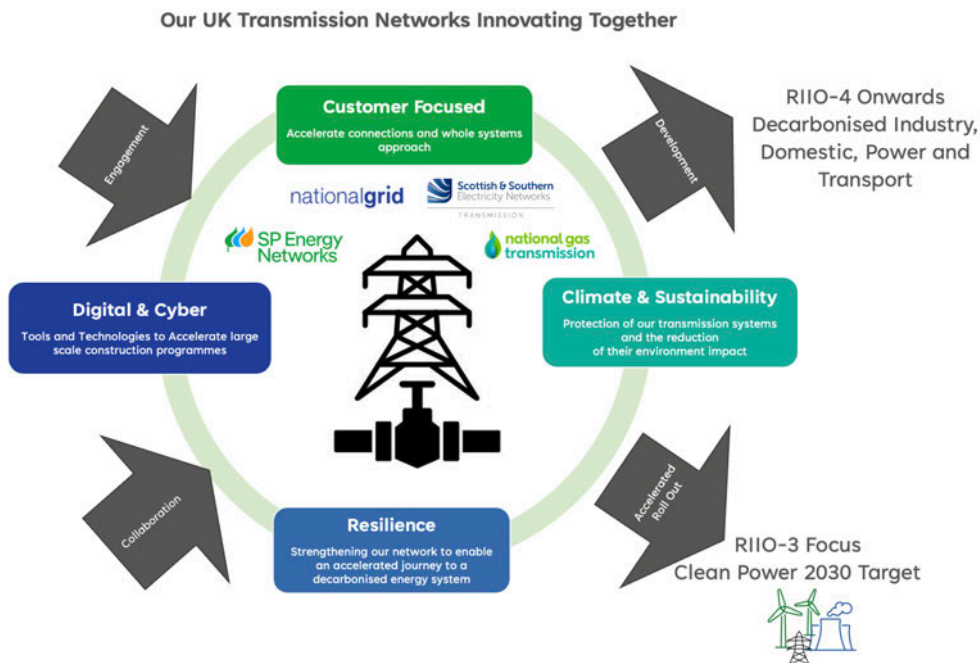 Our UK Transmission Networks Innovating Together
Engagement
Customer Focused
Accelerate connections and whole systems
approach
Development
RIIO-4 Onwards
Decarbonised Industry,
Domestic, Power and
Transport
nationalgrid
Scottish & Southern
Electricity Networks
TRANSMISSION
SP Energy
Networks
national gas
transmission
Digital & Cyber
Tools and Technologies to Accelerate large
scale construction programmes
Climate & Sustainability
Protection of our transmission systems
and the reduction
of their environment impact
Collaboration
Resilience
Strengthening our network to enable
an accelerated journey to a
decarbonised energy system
Accelerated
Roll Out
RIIO-3 Focus
Clean Power 2030 Target